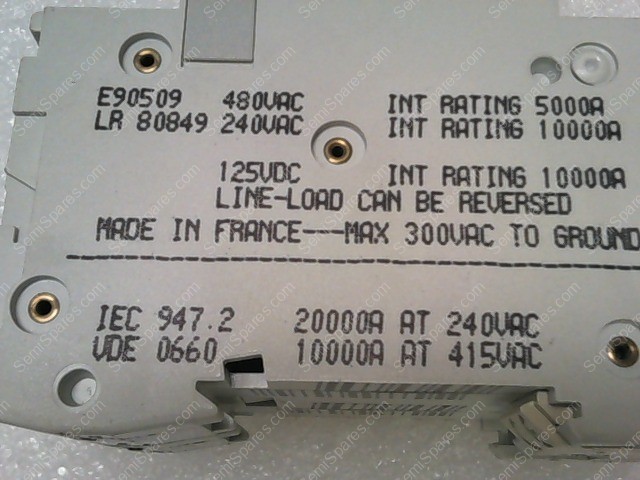 E90509 480VAC INT RATING 5000A
LR 80849 240VAC INT RATING 10000A
125VDC INT RATING 10000A
LINE-LOAD CAN BE REVERSED
MADE IN FRANCE---MAX 300VAC TO GROUND
IEC 947.2 20000A AT 240VAC
VDE 0660 10000A AT 415VAC
SemiSpares.com